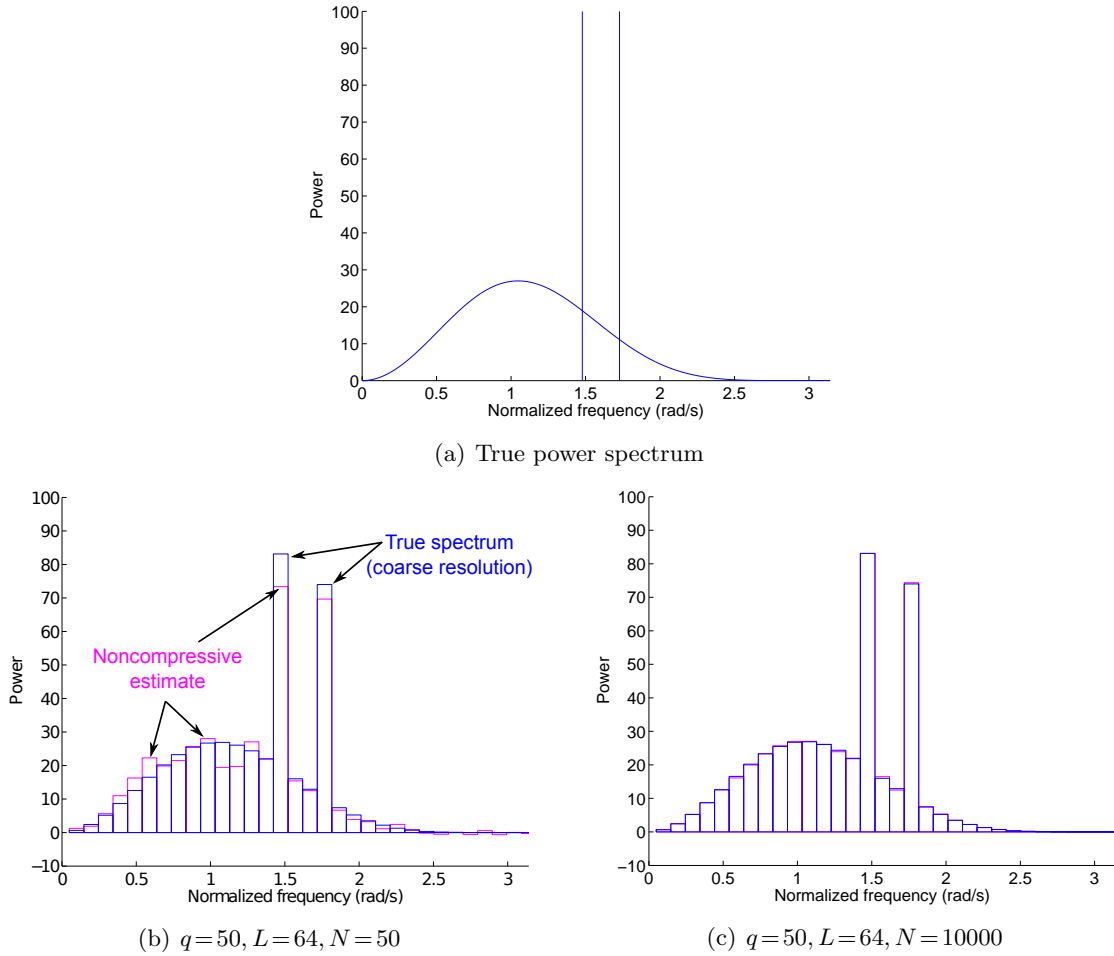 100
90
80
70
60
50
40
30
20
10
0
Power
0 0.5 1 1.5 2 2.5 3
Normalized frequency (rad/s)
(a) True power spectrum
100
90
80
70
60
50
40
30
20
10
0
−10
Power
True spectrum
(coarse resolution)
Noncompressive
estimate
0 0.5 1 1.5 2 2.5 3
Normalized frequency (rad/s)
(b) q=50, L=64, N=50
100
90
80
70
60
50
40
30
20
10
0
−10
Power
0 0.5 1 1.5 2 2.5 3
Normalized frequency (rad/s)
(c) q=50, L=64, N=10000